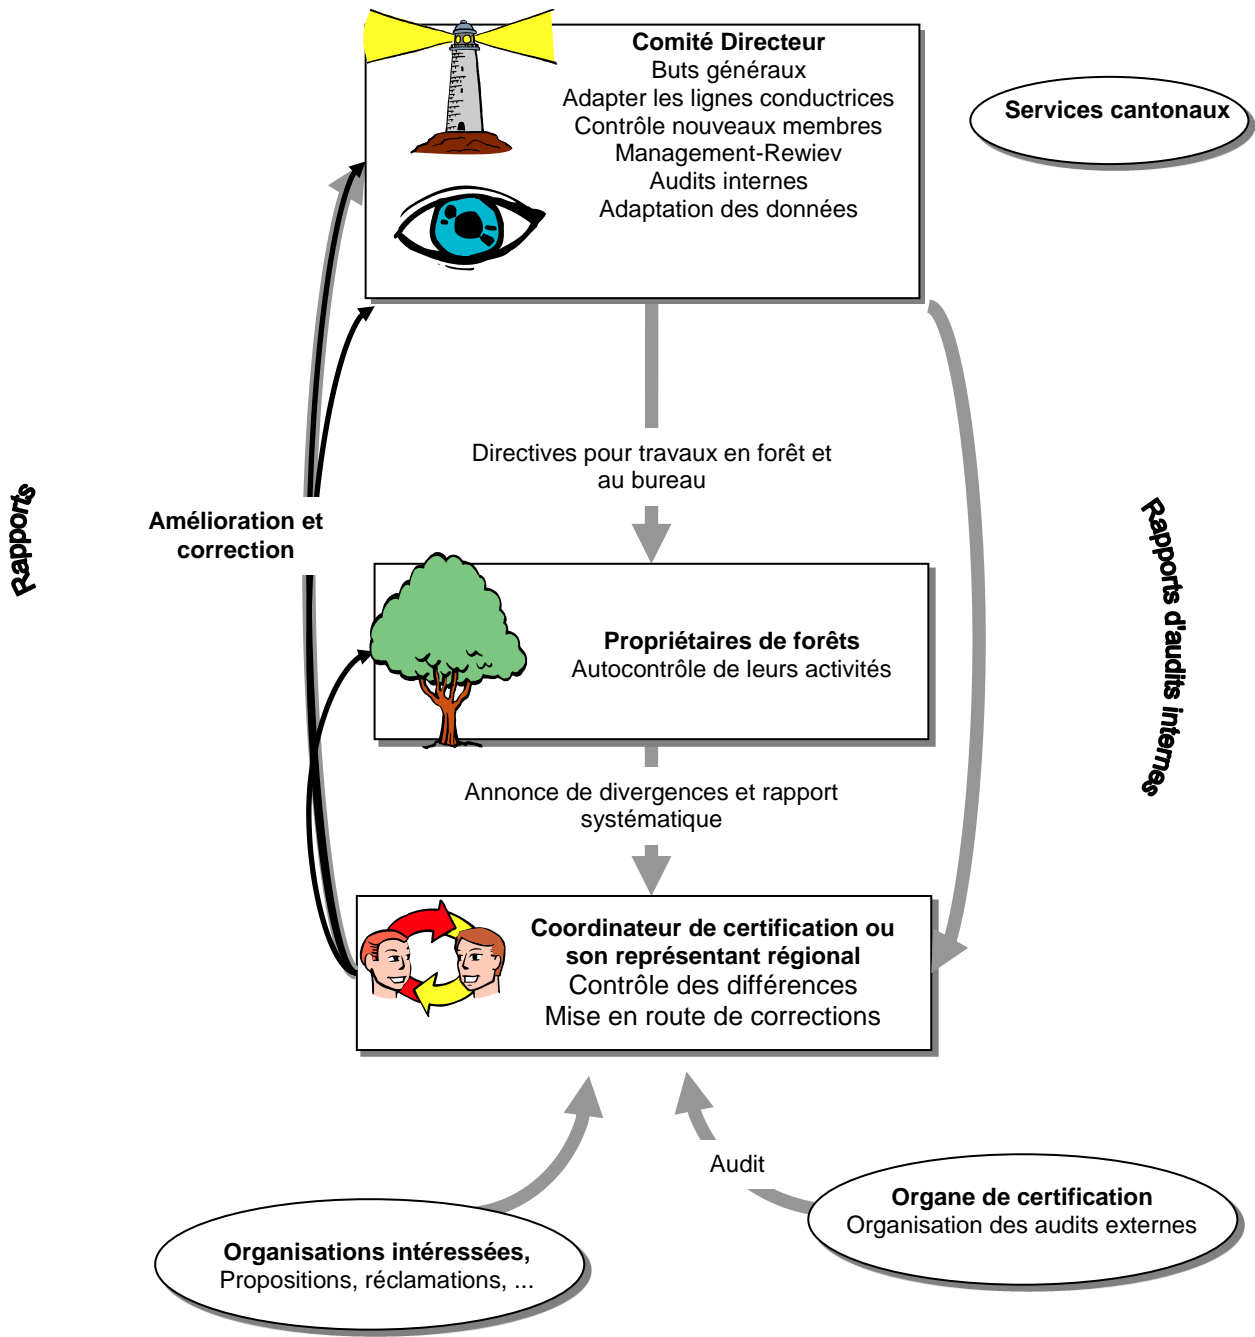 Comité Directeur
Buts généraux
Adapter les lignes conductrices
Contrôle nouveaux membres
Management-Rewiev
Audits internes
Adaptation des données
Services cantonaux
Directives pour travaux en forêt et
au bureau
Rapports
Amélioration et
correction
Rapports d'audits internes
Propriétaires de forêts
Autocontrôle de leurs activités
Annonce de divergences et rapport
systématique
Coordinateur de certification ou
son représentant régional
Contrôle des différences
Mise en route de corrections
Audit
Organe de certification
Organisation des audits externes
Organisations intéressées,
Propositions, réclamations, ...